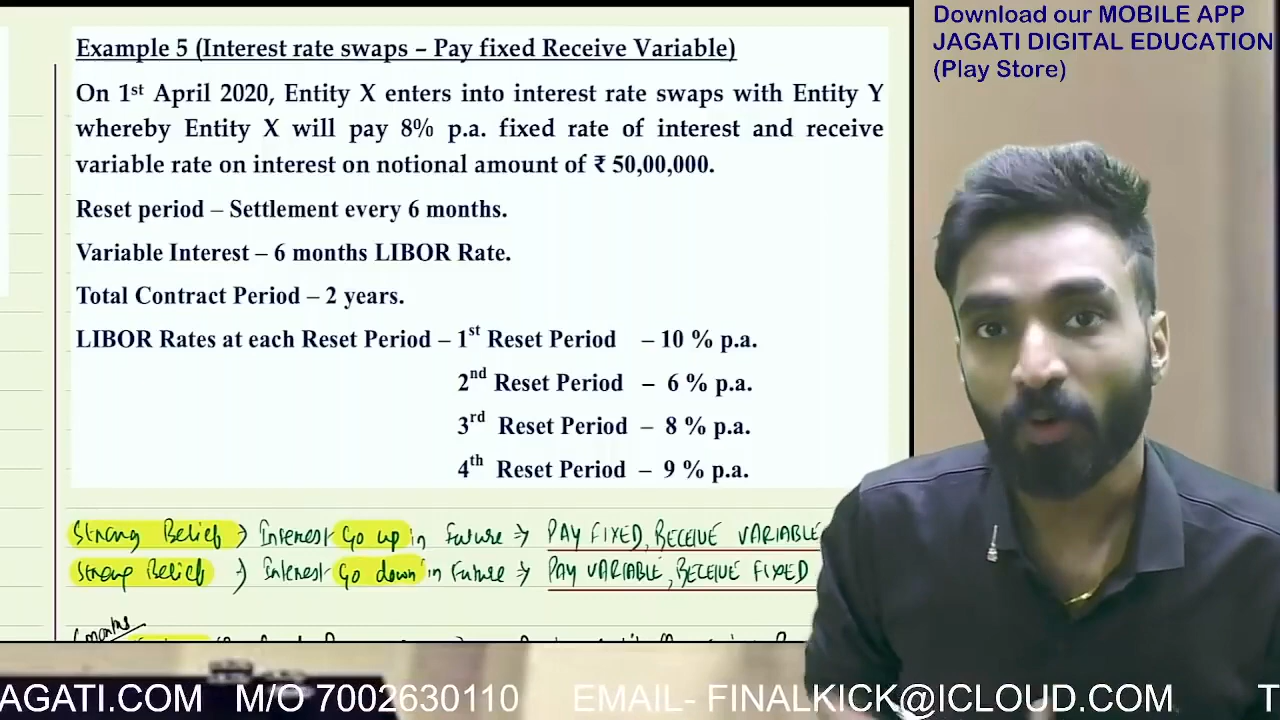 Download our MOBILE APP
JAGATI DIGITAL EDUCATION
(Play Store)
Example 5 (Interest rate swaps – Pay fixed Receive Variable)
On 1st April 2020, Entity X enters into interest rate swaps with Entity Y
whereby Entity X will pay 8% p.a. fixed rate of interest and receive
variable rate on interest on notional amount of ₹ 50,00,000.
Reset period – Settlement every 6 months.
Variable Interest – 6 months LIBOR Rate.
Total Contract Period – 2 years.
LIBOR Rates at each Reset Period – 1st Reset Period – 10 % p.a.
2nd Reset Period – 6 % p.a.
3rd Reset Period – 8 % p.a.
4th Reset Period – 9 % p.a.
Strong Belief → Interest Go up in Future → PAY FIXED, RECEIVE VARIABLE
Strong Belief → Interest Go down in Future → PAY VARIABLE, RECEIVE FIXED
6 months
AGATI.COM M/O 7002630110 EMAIL- FINALKICK@ICLOUD.COM T